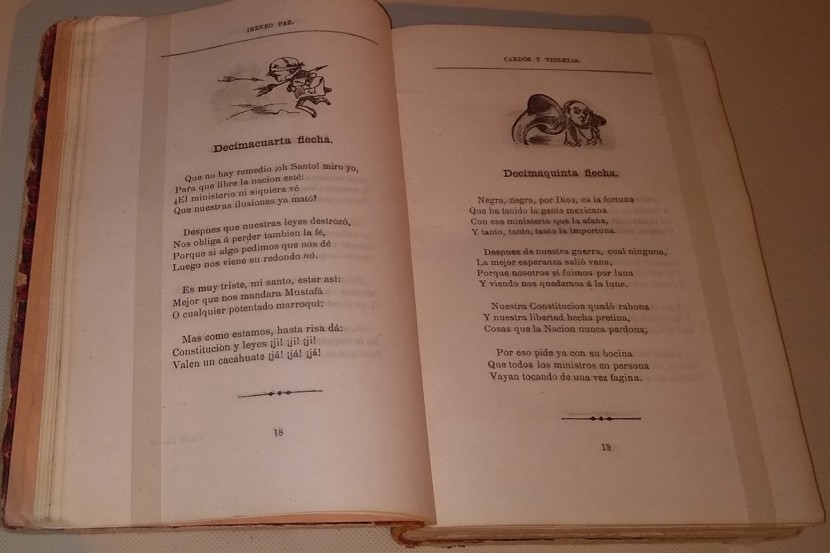 IRENEO PAZ.
Decimacuarta flecha.
Que no hay remedio ¡oh Santo! miro yo,
Para que libre la nacion esté:
¿El ministerio ni siquiera vé
Que nuestras ilusiones ya mató?
Despues que nuestras leyes destrozó,
Nos obliga á perder tambien la fé,
Porque si algo pedimos que nos dé
Luego nos viene su redondo nó.
Es muy triste, mi santo, estar asi:
Mejor que nos mandara Mustafá
O cualquier potentado marroquí;
Mas como estamos, hasta risa dá:
Constitucion y leyes ¡ji! ¡ji! ¡ji!
Valen un cacahuate ¡já! ¡já! ¡já!
18
CARDOS Y VIOLETAS.
Decimaquinta flecha.
Negra, negra, por Dios, es la fortuna
Que ha tenido la gente mexicana
Con ese ministerio que la afana,
Y tanto, tanto, tanto la importuna.
Despues de nuestra guerra, cual ninguna,
La mejor esperanza salió vana,
Porque nosotros si fuimos por lana
Y viendo nos quedamos á la luna.
Nuestra Constitucion quedó rabona
Y nuestra libertad hecha pretina,
Cosas que la Nacion nunca perdona;
Por eso pide ya con su bocina
Que todos los ministros en persona
Vayan tocando de una vez fagina.
19